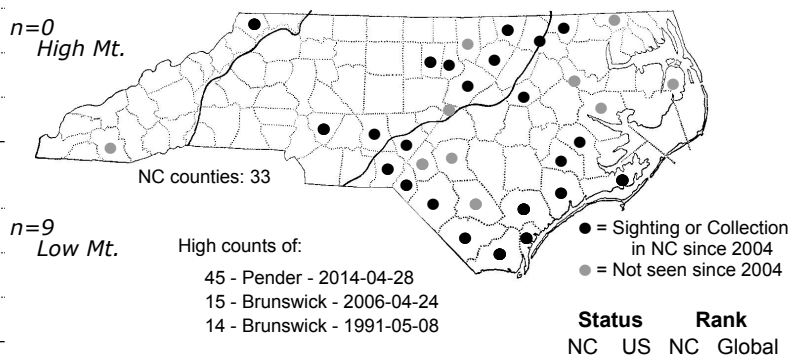 n=0
High Mt.
NC counties: 33
n=9
Low Mt.
High counts of:
45 - Pender - 2014-04-28
15 - Brunswick - 2006-04-24
14 - Brunswick - 1991-05-08
● = Sighting or Collection
in NC since 2004
● = Not seen since 2004
Status Rank
NC US NC Global